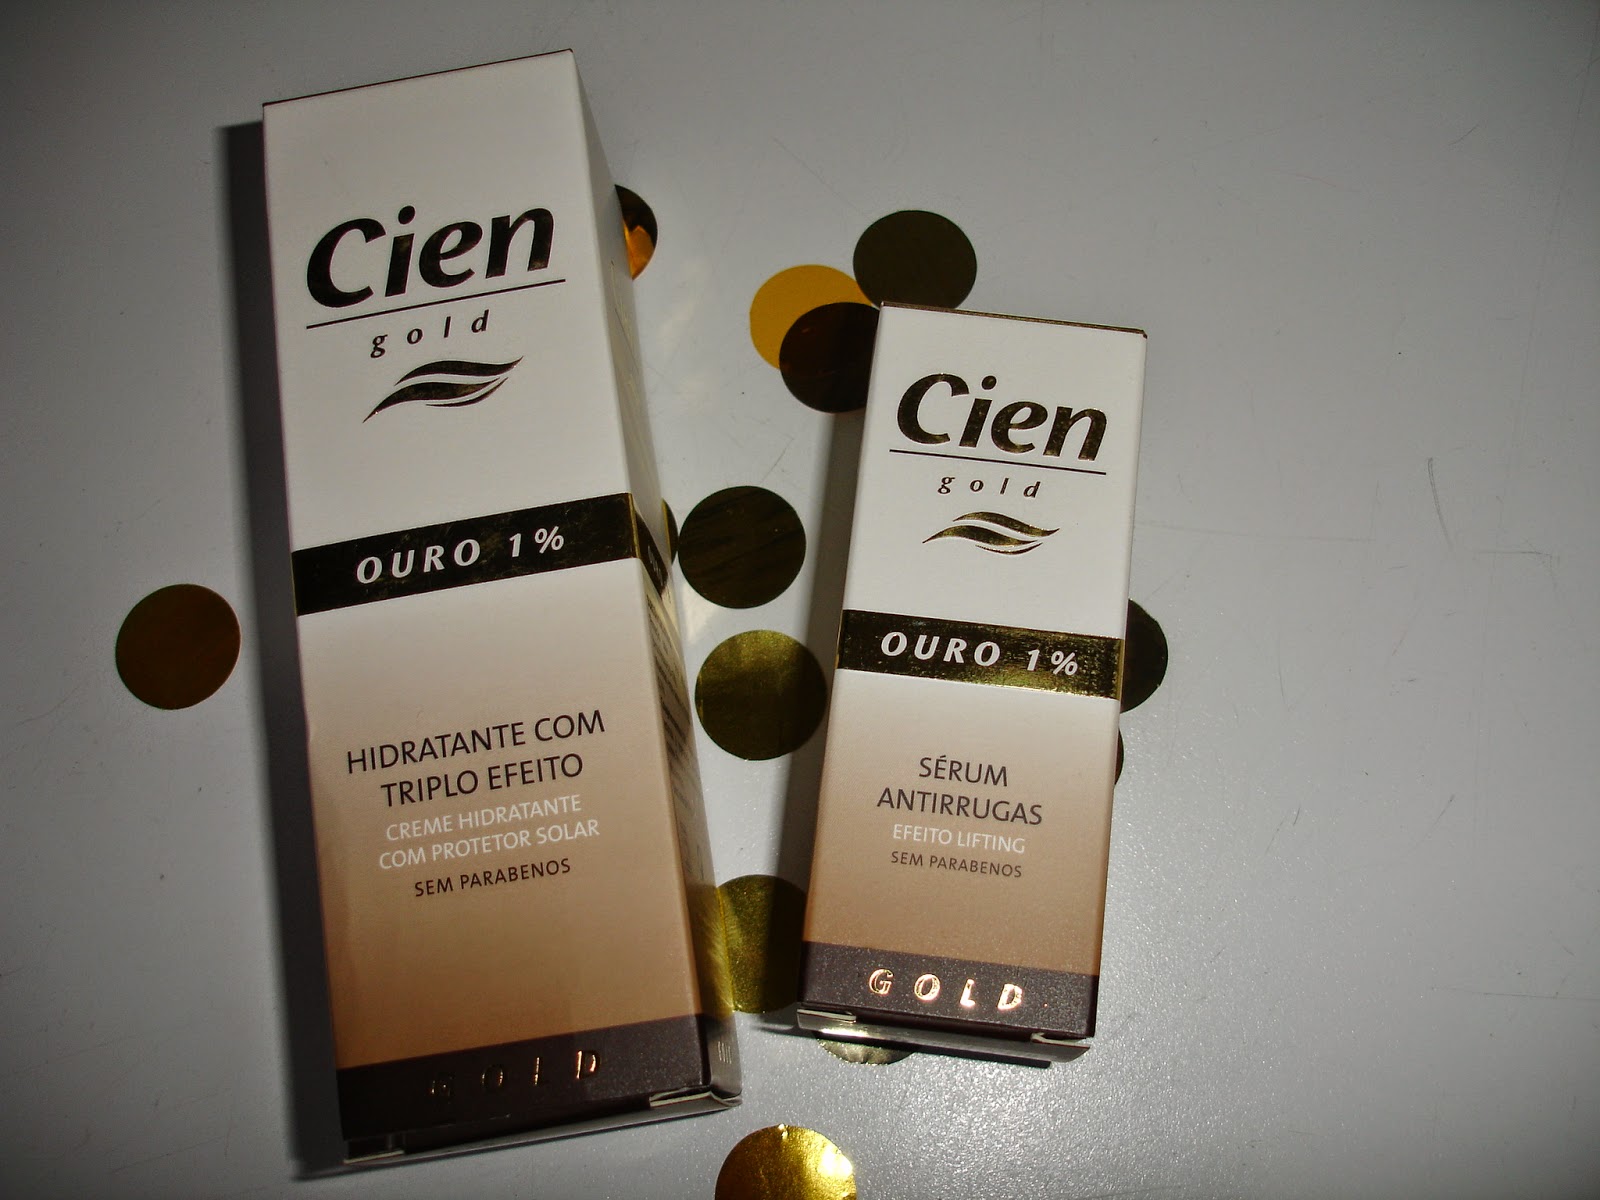 Cien
gold
OURO 1%
HIDRATANTE COM
TRIPLO EFEITO
CREME HIDRATANTE
COM PROTETOR SOLAR
SEM PARABENOS
GOLD
Cien
gold
OURO 1%
SÉRUM
ANTIRRUGAS
EFEITO LIFTING
SEM PARABENOS
GOLD